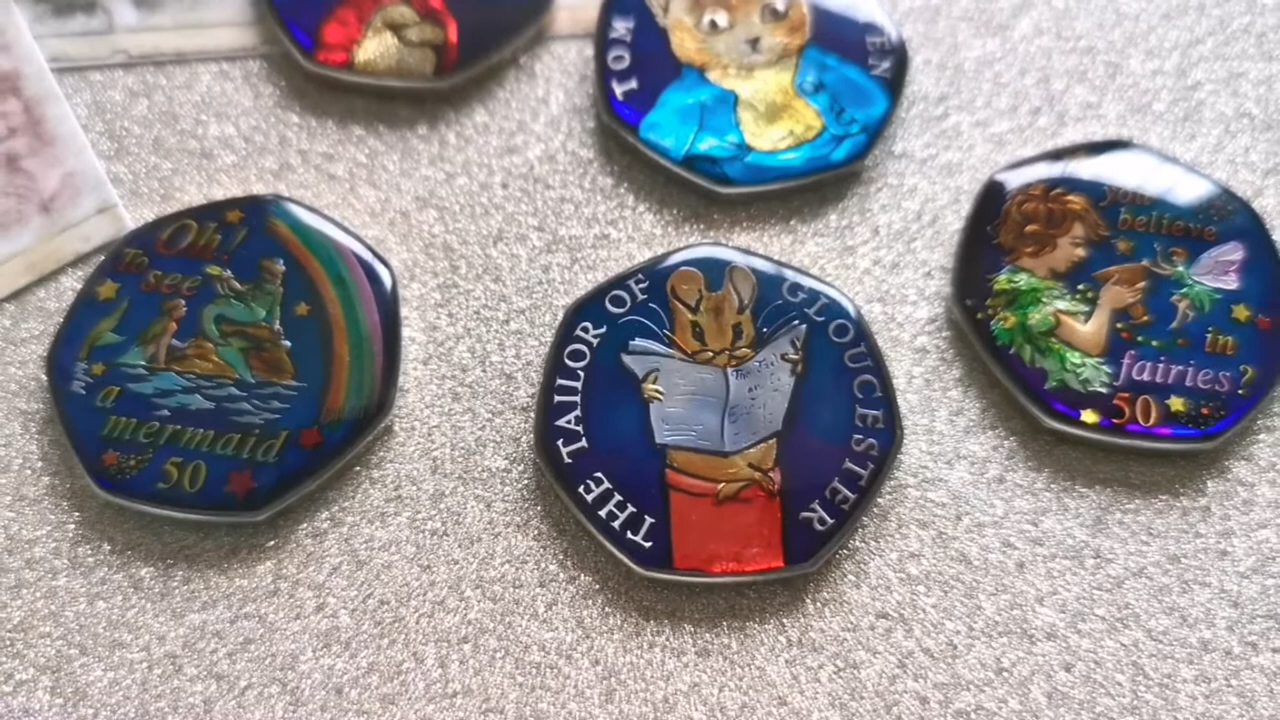 TOM
EN
Oh!
To
see
a
mermaid
50
THE TAILOR OF GLOUCESTER
you
believe
in
fairies?
50